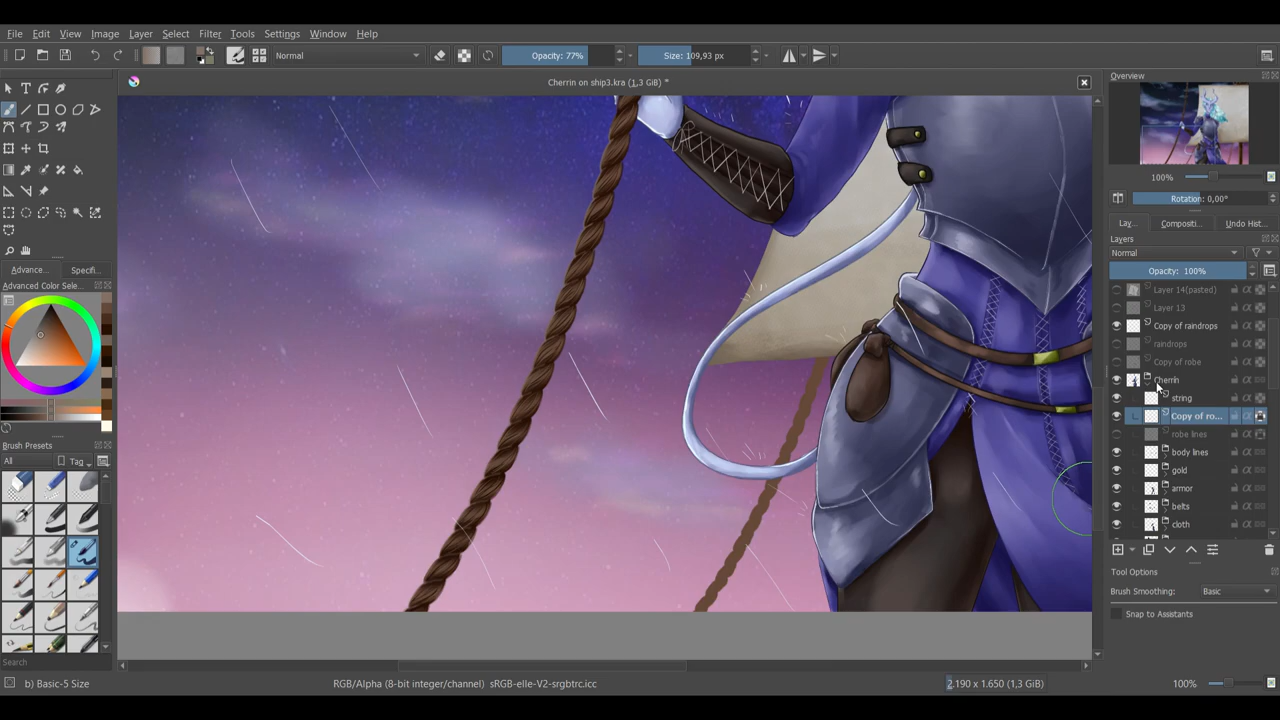 File Edit View Image Layer Select Filter Tools Settings Window Help
Normal Opacity: 77% Size: 109,93 px
Cherrin on ship3.kra (1,3 GiB) *
Overview
100%
Rotation: 0,00°
Lay... Compositi... Undo Hist...
Layers
Normal
Opacity: 100%
Layer 14(pasted)
Layer 13
Copy of raindrops
raindrops
Copy of robe
Cherrin
string
Copy of ro...
robe lines
body lines
gold
armor
belts
cloth
Tool Options
Brush Smoothing: Basic
Snap to Assistants
Advance... Specifi...
Advanced Color Sele...
Brush Presets
All Tag
Search
b) Basic-5 Size RGB/Alpha (8-bit integer/channel) sRGB-elle-V2-srgbtrc.icc 2.190 x 1.650 (1,3 GiB) 100%